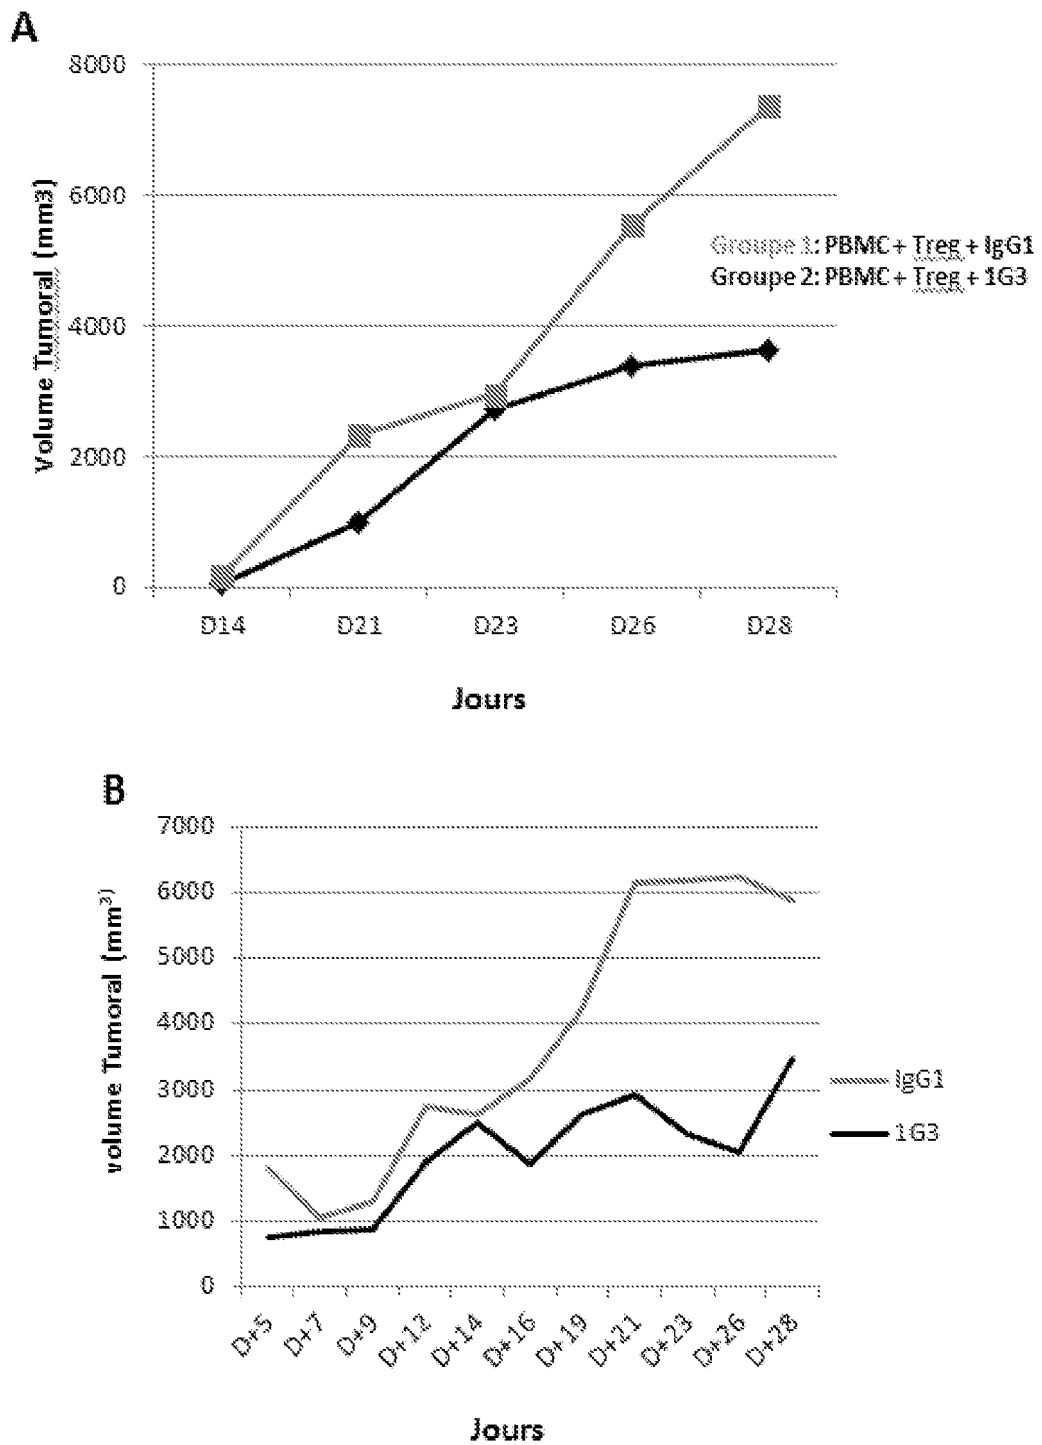 A
8000
6000
4000
2000
0
Volume Tumoral (mm3)
Groupe 1: PBMC + Treg + IgG1
Groupe 2: PBMC + Treg + 1G3
D14 D21 D23 D26 D28
Jours
B
7000
6000
5000
4000
3000
2000
1000
0
volume Tumoral (mm³)
IgG1
1G3
D+5 D+7 D+9 D+12 D+14 D+16 D+19 D+21 D+23 D+26 D+28
Jours